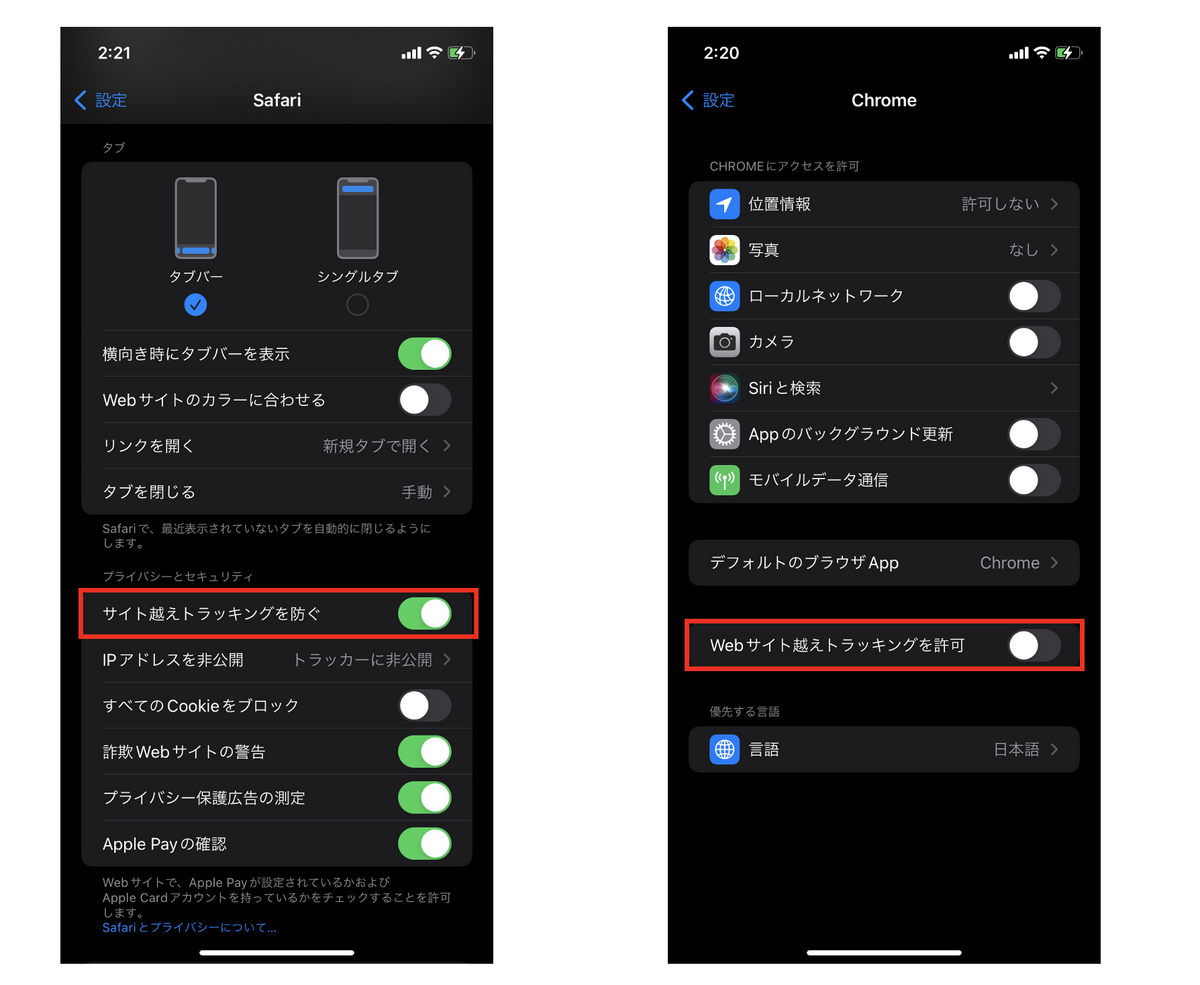 2:21
設定
Safari
タブ
タブバー
シングルタブ
横向き時にタブバーを表示
Webサイトのカラーに合わせる
リンクを開く 新規タブで開く
タブを閉じる 手動
Safariで、最近表示されていないタブを自動的に閉じるように
します。
プライバシーとセキュリティ
サイト越えトラッキングを防ぐ
IPアドレスを非公開 トラッカーに非公開
すべてのCookieをブロック
詐欺Webサイトの警告
プライバシー保護広告の測定
Apple Payの確認
Webサイトで、Apple Payが設定されているかおよび
Apple Cardアカウントを持っているかをチェックすることを許可
します。
Safariとプライバシーについて...
2:20
設定
Chrome
CHROMEにアクセスを許可
位置情報 許可しない
写真 なし
ローカルネットワーク
カメラ
Siriと検索
Appのバックグラウンド更新
モバイルデータ通信
デフォルトのブラウザApp Chrome
Webサイト越えトラッキングを許可
優先する言語
言語 日本語